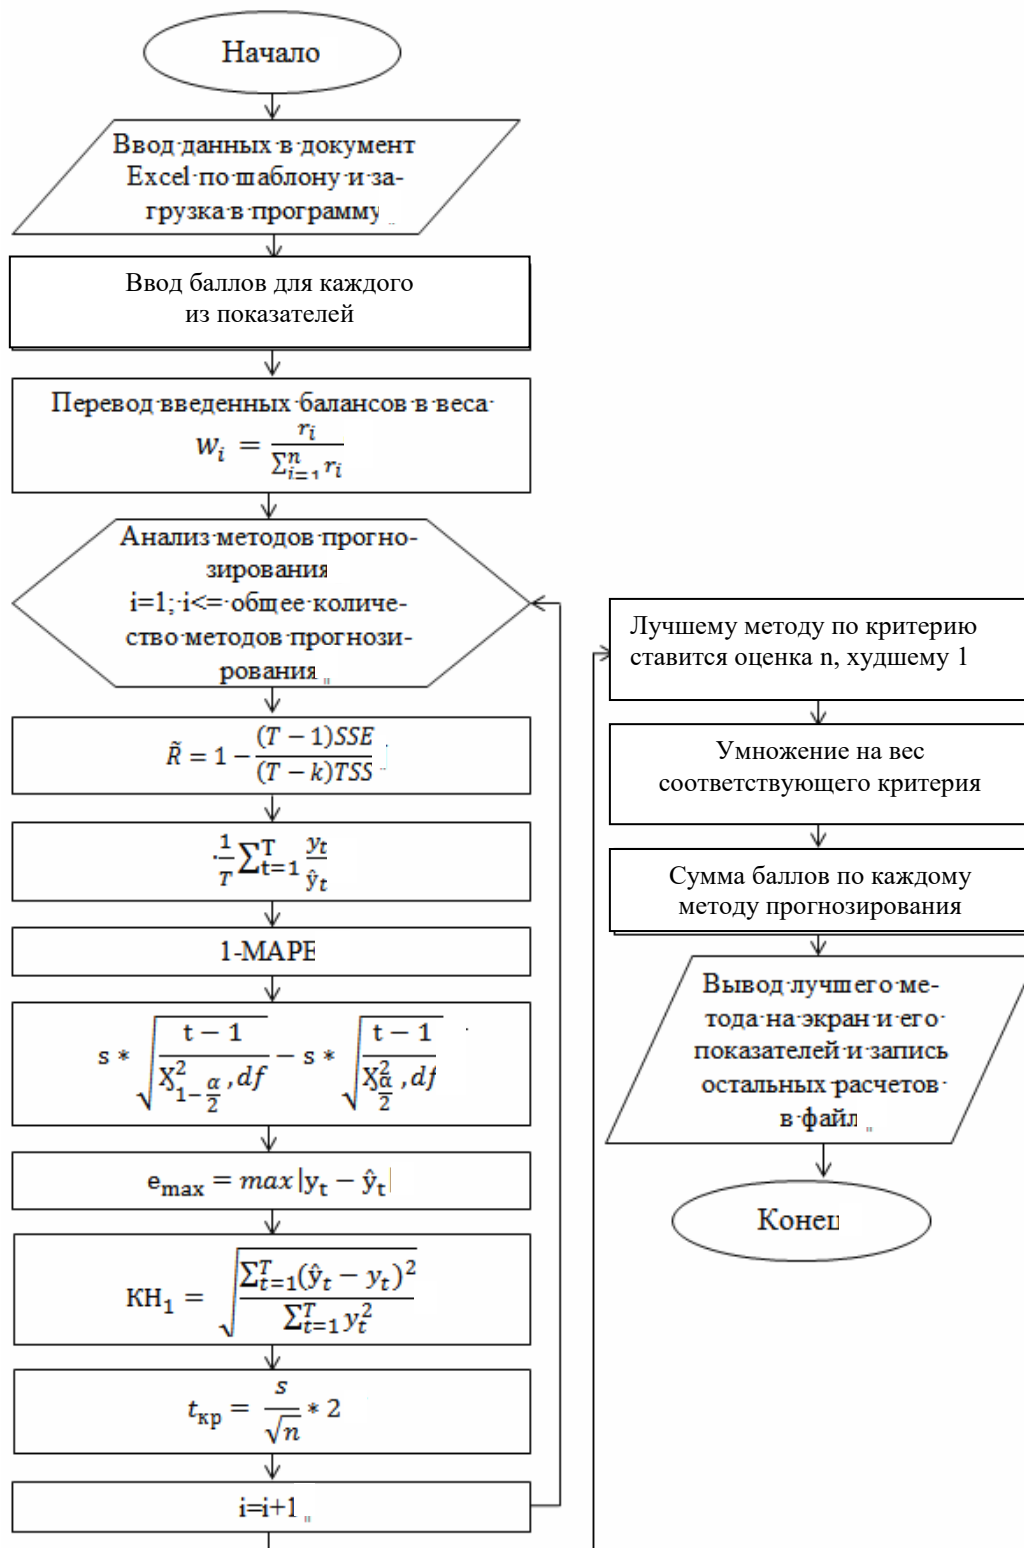 Начало
Ввод данных в документ
Excel по шаблону и за-
грузка в программу
Ввод баллов для каждого
из показателей
Перевод введенных балансов в веса
w_i = r_i / ∑_{i=1}^{n} r_i
Анализ методов прогно-
зирования
i=1; i<= общее количе-
ство методов прогнози-
рования
R̃ = 1 − (T − 1)SSE / (T − k)TSS
1/T ∑_{t=1}^{T} y_t / ŷ_t
1-MAPE
s * √((t − 1) / X²_{1−α/2, df}) − s * √((t − 1) / X²_{α/2, df})
e_max = max|y_t − ŷ_t|
КН₁ = √(∑_{t=1}^{T}(ŷ_t − y_t)² / ∑_{t=1}^{T} y_t²)
t_кр = s / √n * 2
i=i+1
Лучшему методу по критерию
ставится оценка n, худшему 1
Умножение на вес
соответствующего критерия
Сумма баллов по каждому
методу прогнозирования
Вывод лучшего ме-
тода на экран и его
показателей и запись
остальных расчетов
в файл
Конец